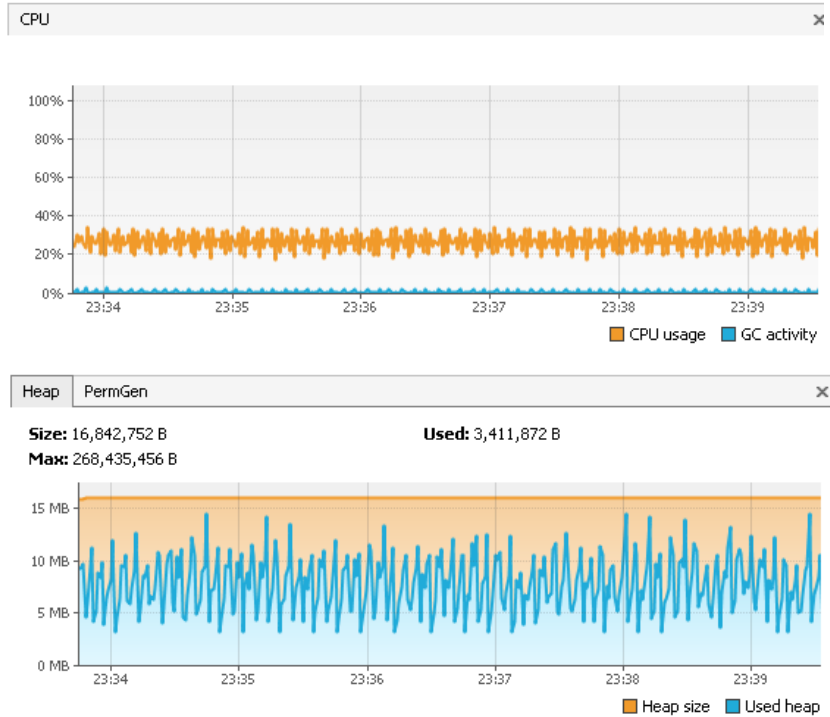 CPU
100%
80%
60%
40%
20%
0%
23:34 23:35 23:36 23:37 23:38 23:39
CPU usage GC activity
Heap PermGen
Size: 16,842,752 B Used: 3,411,872 B
Max: 268,435,456 B
15 MB
10 MB
5 MB
0 MB
23:34 23:35 23:36 23:37 23:38 23:39
Heap size Used heap